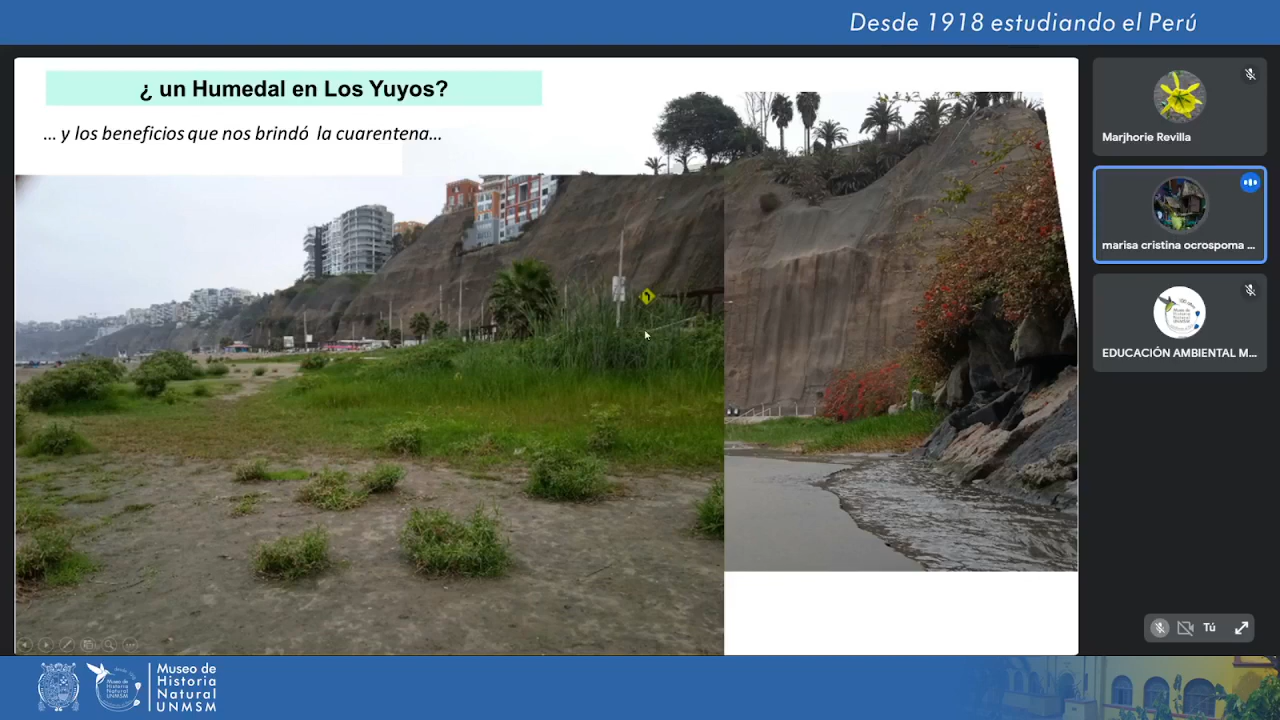 Desde 1918 estudiando el Perú
¿ un Humedal en Los Yuyos?
... y los beneficios que nos brindó la cuarentena...
Marjhorie Revilla
marisa cristina ocrospoma ...
EDUCACIÓN AMBIENTAL M...
Tú
Museo de
Historia
Natural
UNMSM